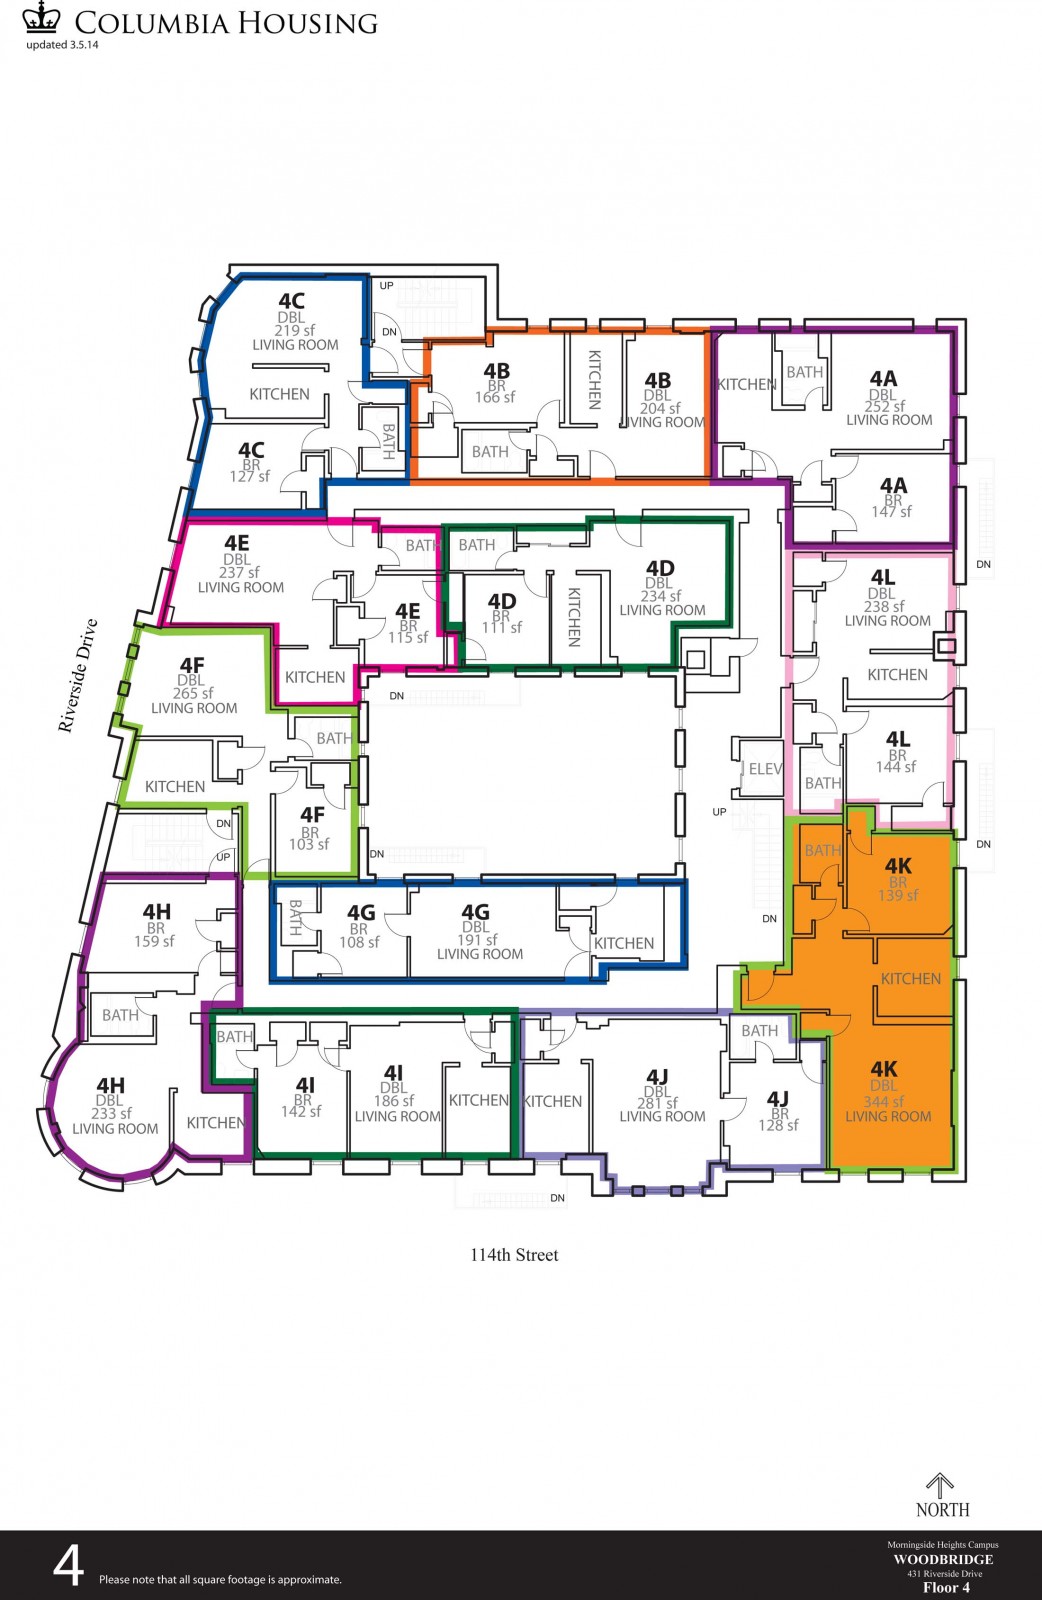 COLUMBIA HOUSING
updated 3.5.14
UP
DN
4C
DBL
219 sf
LIVING ROOM
KITCHEN
BATH
4C
BR
127 sf
4B
BR
166 sf
KITCHEN
BATH
4B
DBL
204 sf
LIVING ROOM
KITCHEN
BATH
4A
DBL
252 sf
LIVING ROOM
4A
BR
147 sf
DN
4E
DBL
237 sf
LIVING ROOM
BATH
4E
BR
115 sf
KITCHEN
BATH
4D
BR
111 sf
KITCHEN
4D
DBL
234 sf
LIVING ROOM
4L
DBL
238 sf
LIVING ROOM
KITCHEN
4L
BR
144 sf
BATH
Riverside Drive
4F
DBL
265 sf
LIVING ROOM
BATH
KITCHEN
4F
BR
103 sf
DN
DN
ELEV
UP
DN
DN
DN
UP
4H
BR
159 sf
BATH
4H
DBL
233 sf
LIVING ROOM
KITCHEN
BATH
4G
BR
108 sf
4G
DBL
191 sf
LIVING ROOM
KITCHEN
BATH
4K
BR
139 sf
KITCHEN
4K
DBL
344 sf
LIVING ROOM
BATH
4I
BR
142 sf
4I
DBL
186 sf
LIVING ROOM
KITCHEN
KITCHEN
4J
DBL
281 sf
LIVING ROOM
BATH
4J
BR
128 sf
DN
114th Street
NORTH
4
Please note that all square footage is approximate.
Morningside Heights Campus
WOODBRIDGE
431 Riverside Drive
Floor 4